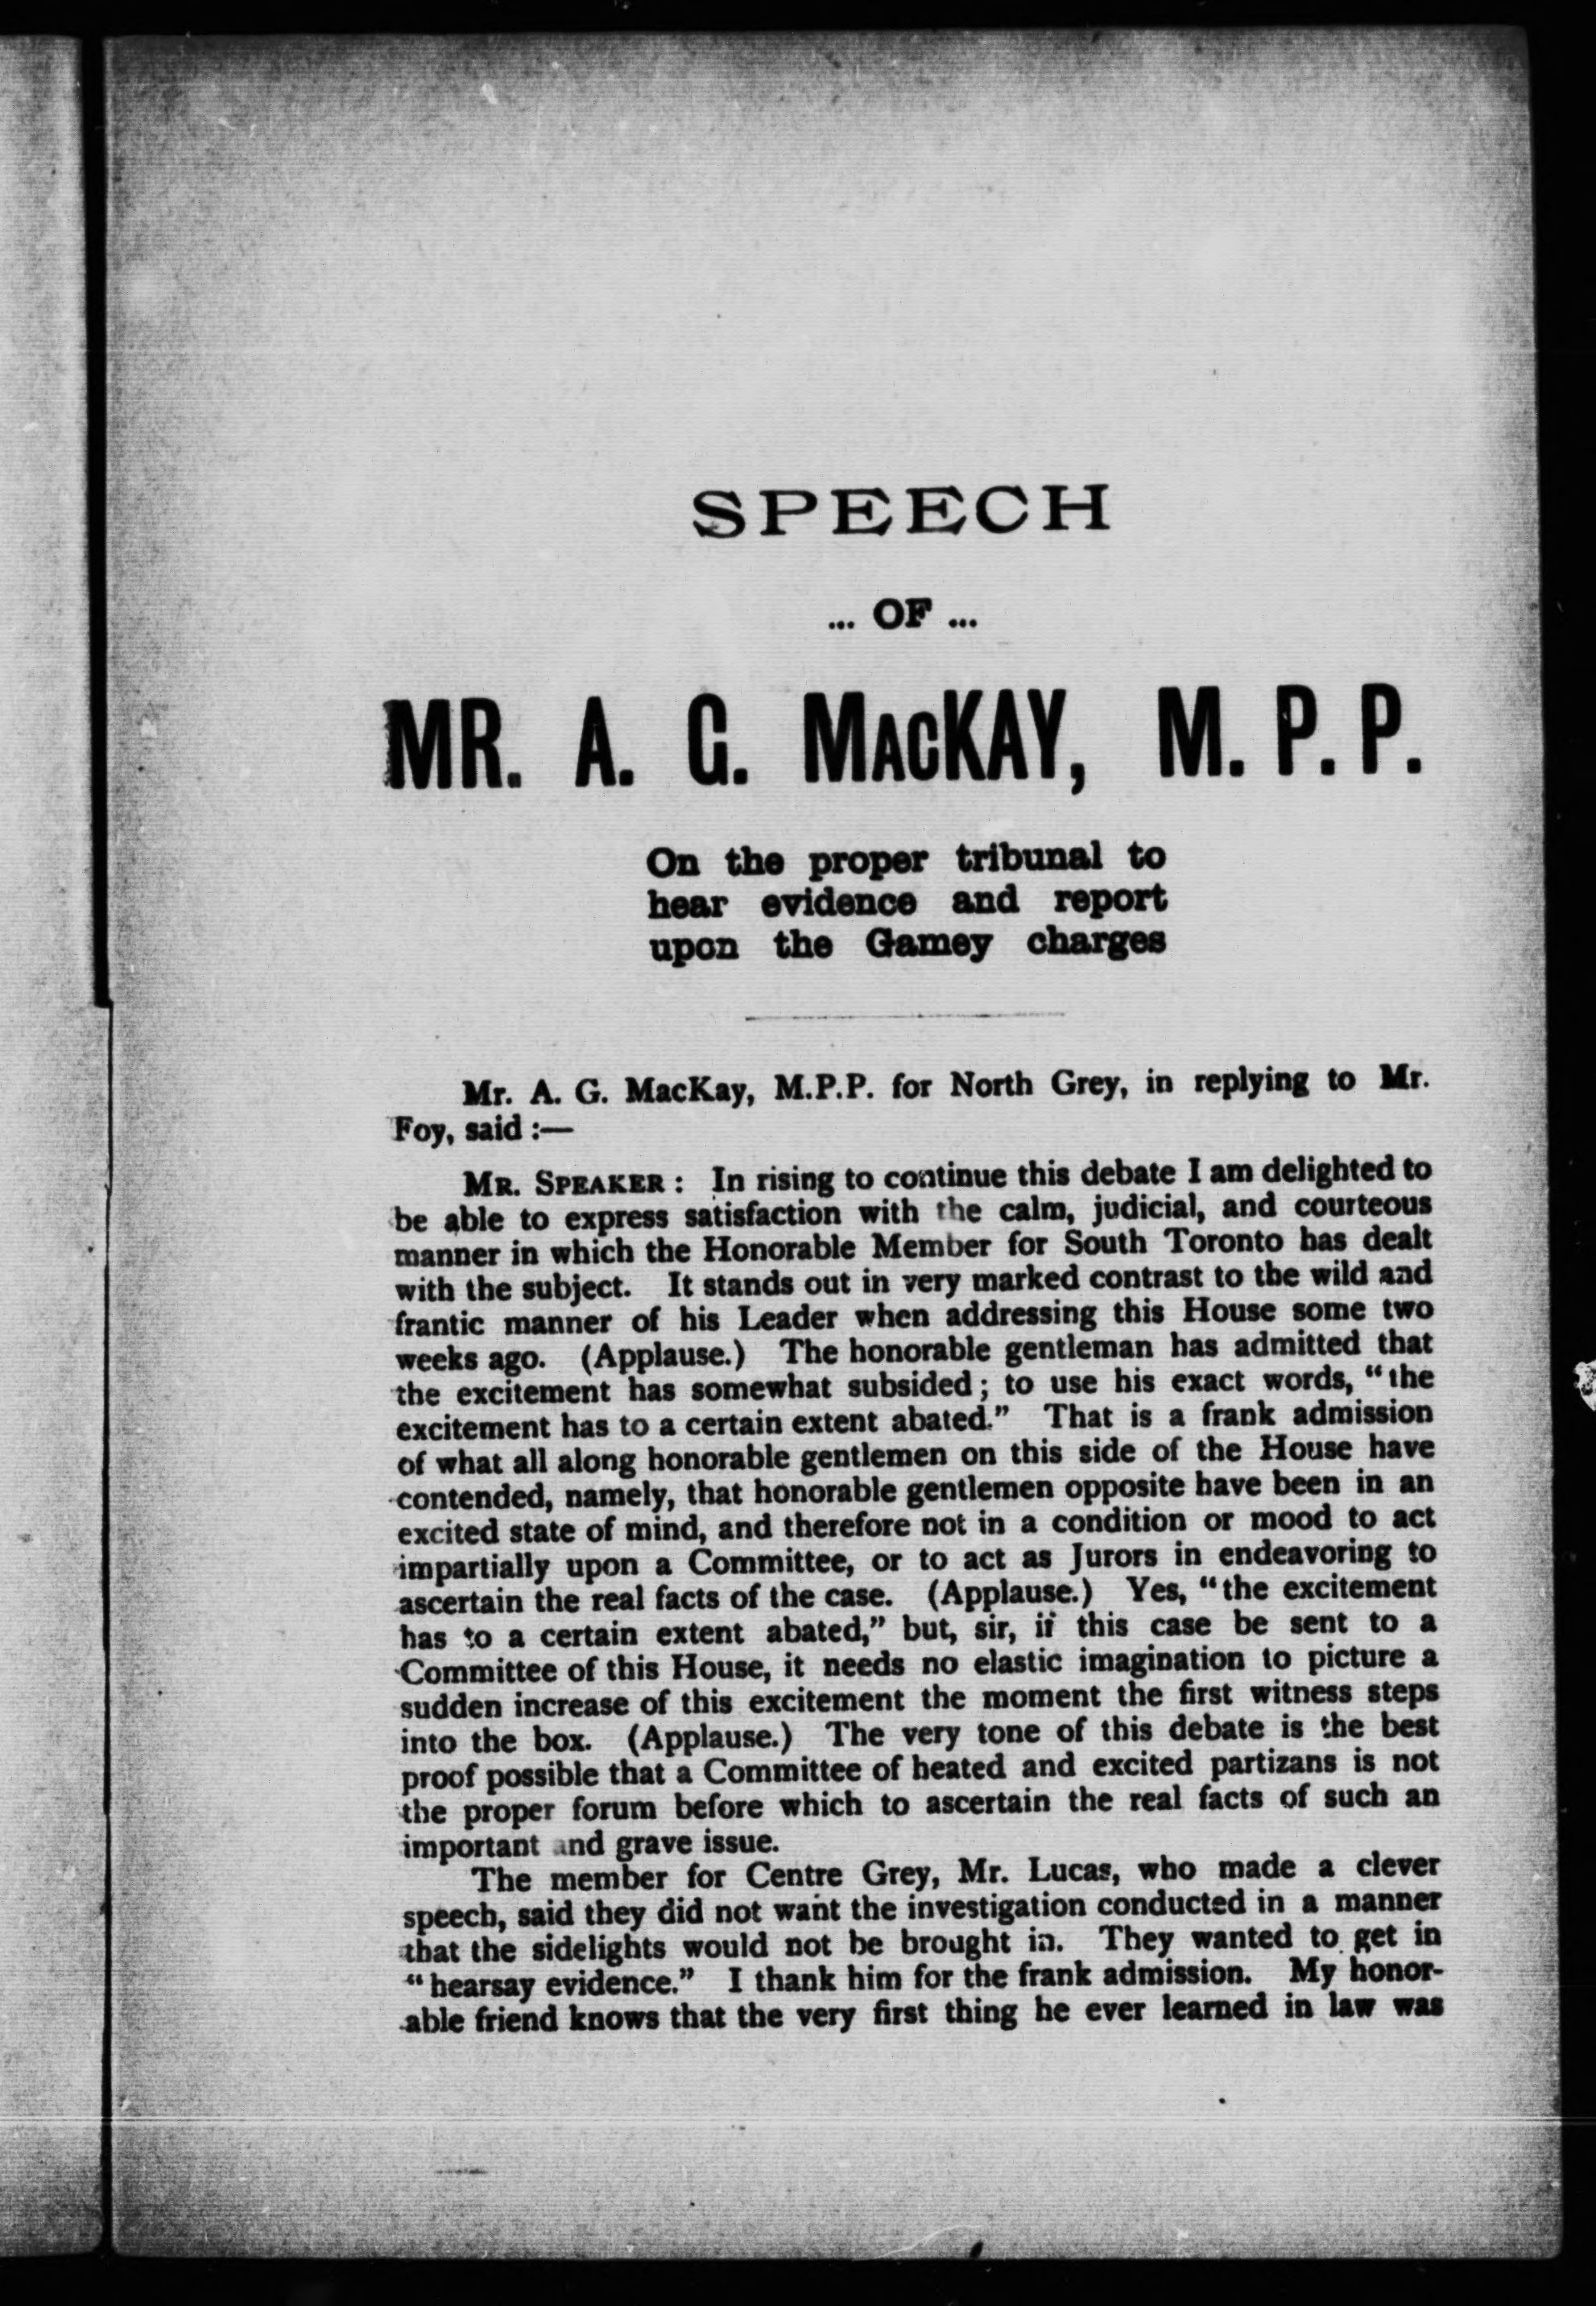 SPEECH
... OF ...
MR. A. G. MACKAY, M. P. P.
On the proper tribunal to
hear evidence and report
upon the Gamey charges
Mr. A. G. MacKay, M.P.P. for North Grey, in replying to Mr.
Foy, said :—
MR. SPEAKER : In rising to continue this debate I am delighted to
be able to express satisfaction with the calm, judicial, and courteous
manner in which the Honorable Member for South Toronto has dealt
with the subject. It stands out in very marked contrast to the wild and
frantic manner of his Leader when addressing this House some two
weeks ago. (Applause.) The honorable gentleman has admitted that
the excitement has somewhat subsided ; to use his exact words, “the
excitement has to a certain extent abated.” That is a frank admission
of what all along honorable gentlemen on this side of the House have
contended, namely, that honorable gentlemen opposite have been in an
excited state of mind, and therefore not in a condition or mood to act
impartially upon a Committee, or to act as Jurors in endeavoring to
ascertain the real facts of the case. (Applause.) Yes, “the excitement
has to a certain extent abated,” but, sir, if this case be sent to a
Committee of this House, it needs no elastic imagination to picture a
sudden increase of this excitement the moment the first witness steps
into the box. (Applause.) The very tone of this debate is the best
proof possible that a Committee of heated and excited partizans is not
the proper forum before which to ascertain the real facts of such an
important and grave issue.
The member for Centre Grey, Mr. Lucas, who made a clever
speech, said they did not want the investigation conducted in a manner
that the sidelights would not be brought in. They wanted to get in
“hearsay evidence.” I thank him for the frank admission. My honor-
able friend knows that the very first thing he ever learned in law was